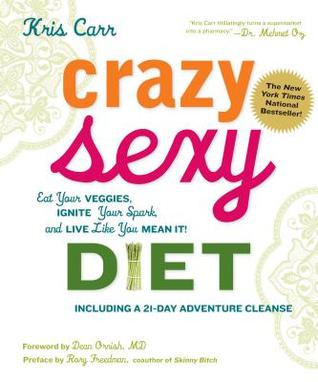 Kris Carr
"Kris Carr hilariously turns a supermarket
into a pharmacy." —Dr. Mehmet Oz
crazy
The New
York Times
National
Bestseller!
sexy
Eat Your VEGGIES,
IGNITE Your Spark,
and LIVE Like You MEAN IT!
DIET
INCLUDING A 21-DAY ADVENTURE CLEANSE
Foreword by Dean Ornish, MD
Preface by Rory Freedman, coauthor of Skinny Bitch